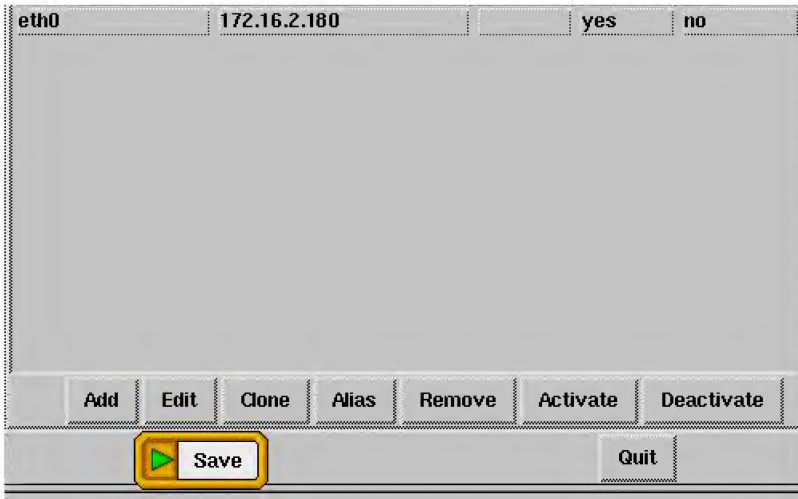 eth0 172.16.2.180 yes no
Add Edit Clone Alias Remove Activate Deactivate
Save Quit